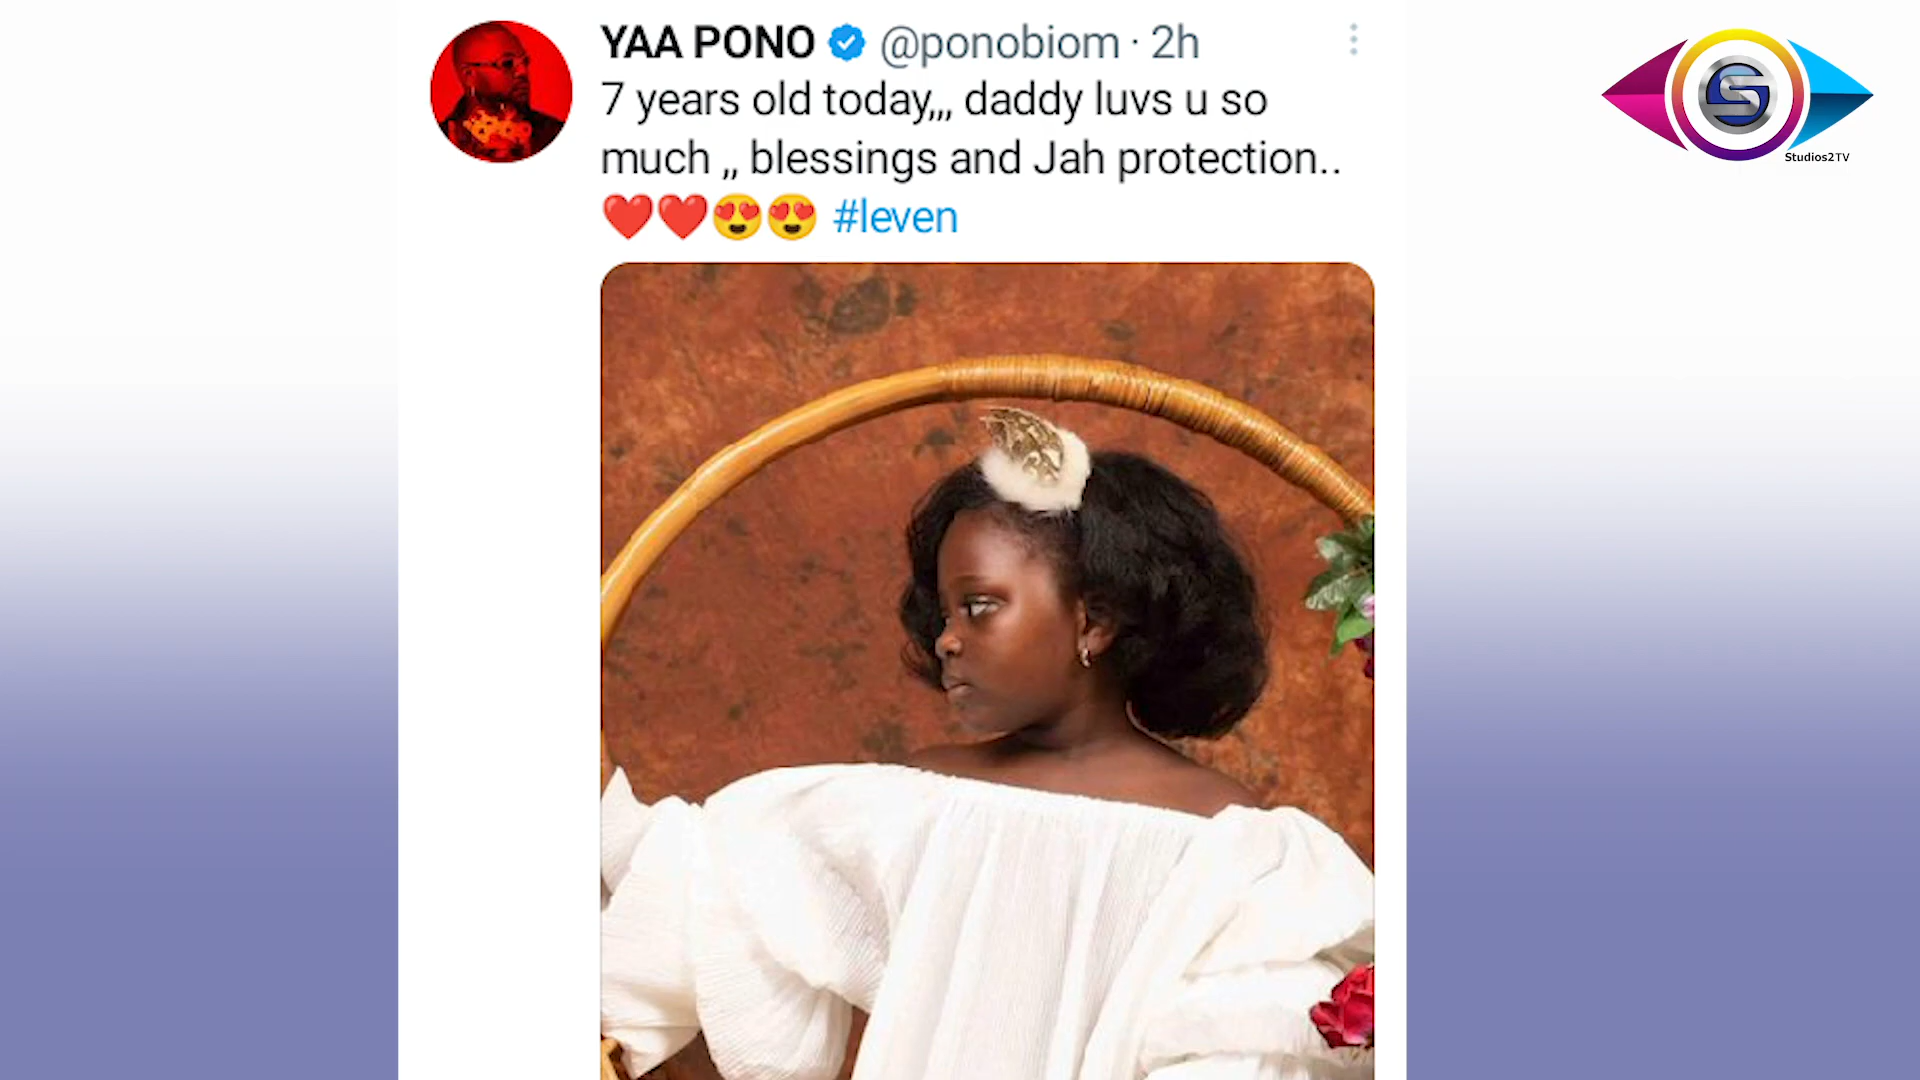 YAA PONO @ponobiom · 2h
7 years old today,,, daddy luvs u so
much ,, blessings and Jah protection..
❤️❤️😍😍 #leven
S
Studios2TV